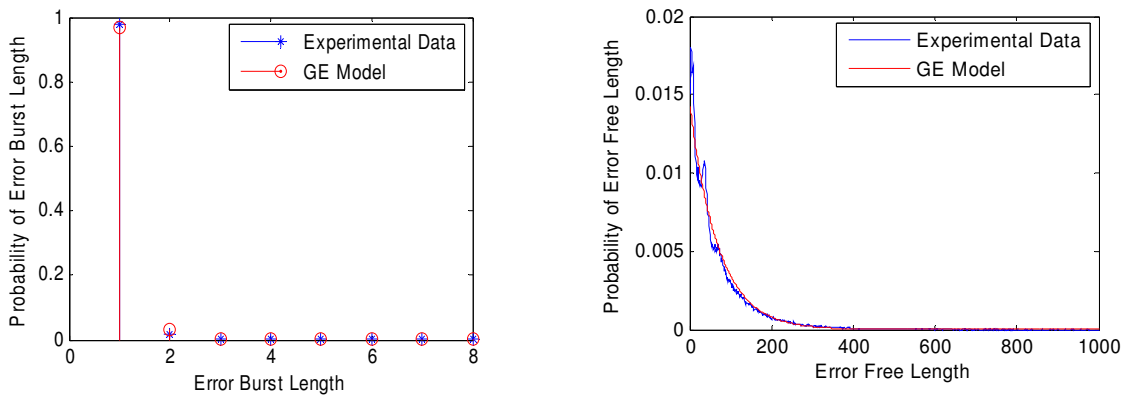 1
0.8
0.6
0.4
0.2
0
0
2
4
6
8
Probability of Error Burst Length
Error Burst Length
Experimental Data
GE Model
0.02
0.015
0.01
0.005
0
0
200
400
600
800
1000
Probability of Error Free Length
Error Free Length
Experimental Data
GE Model